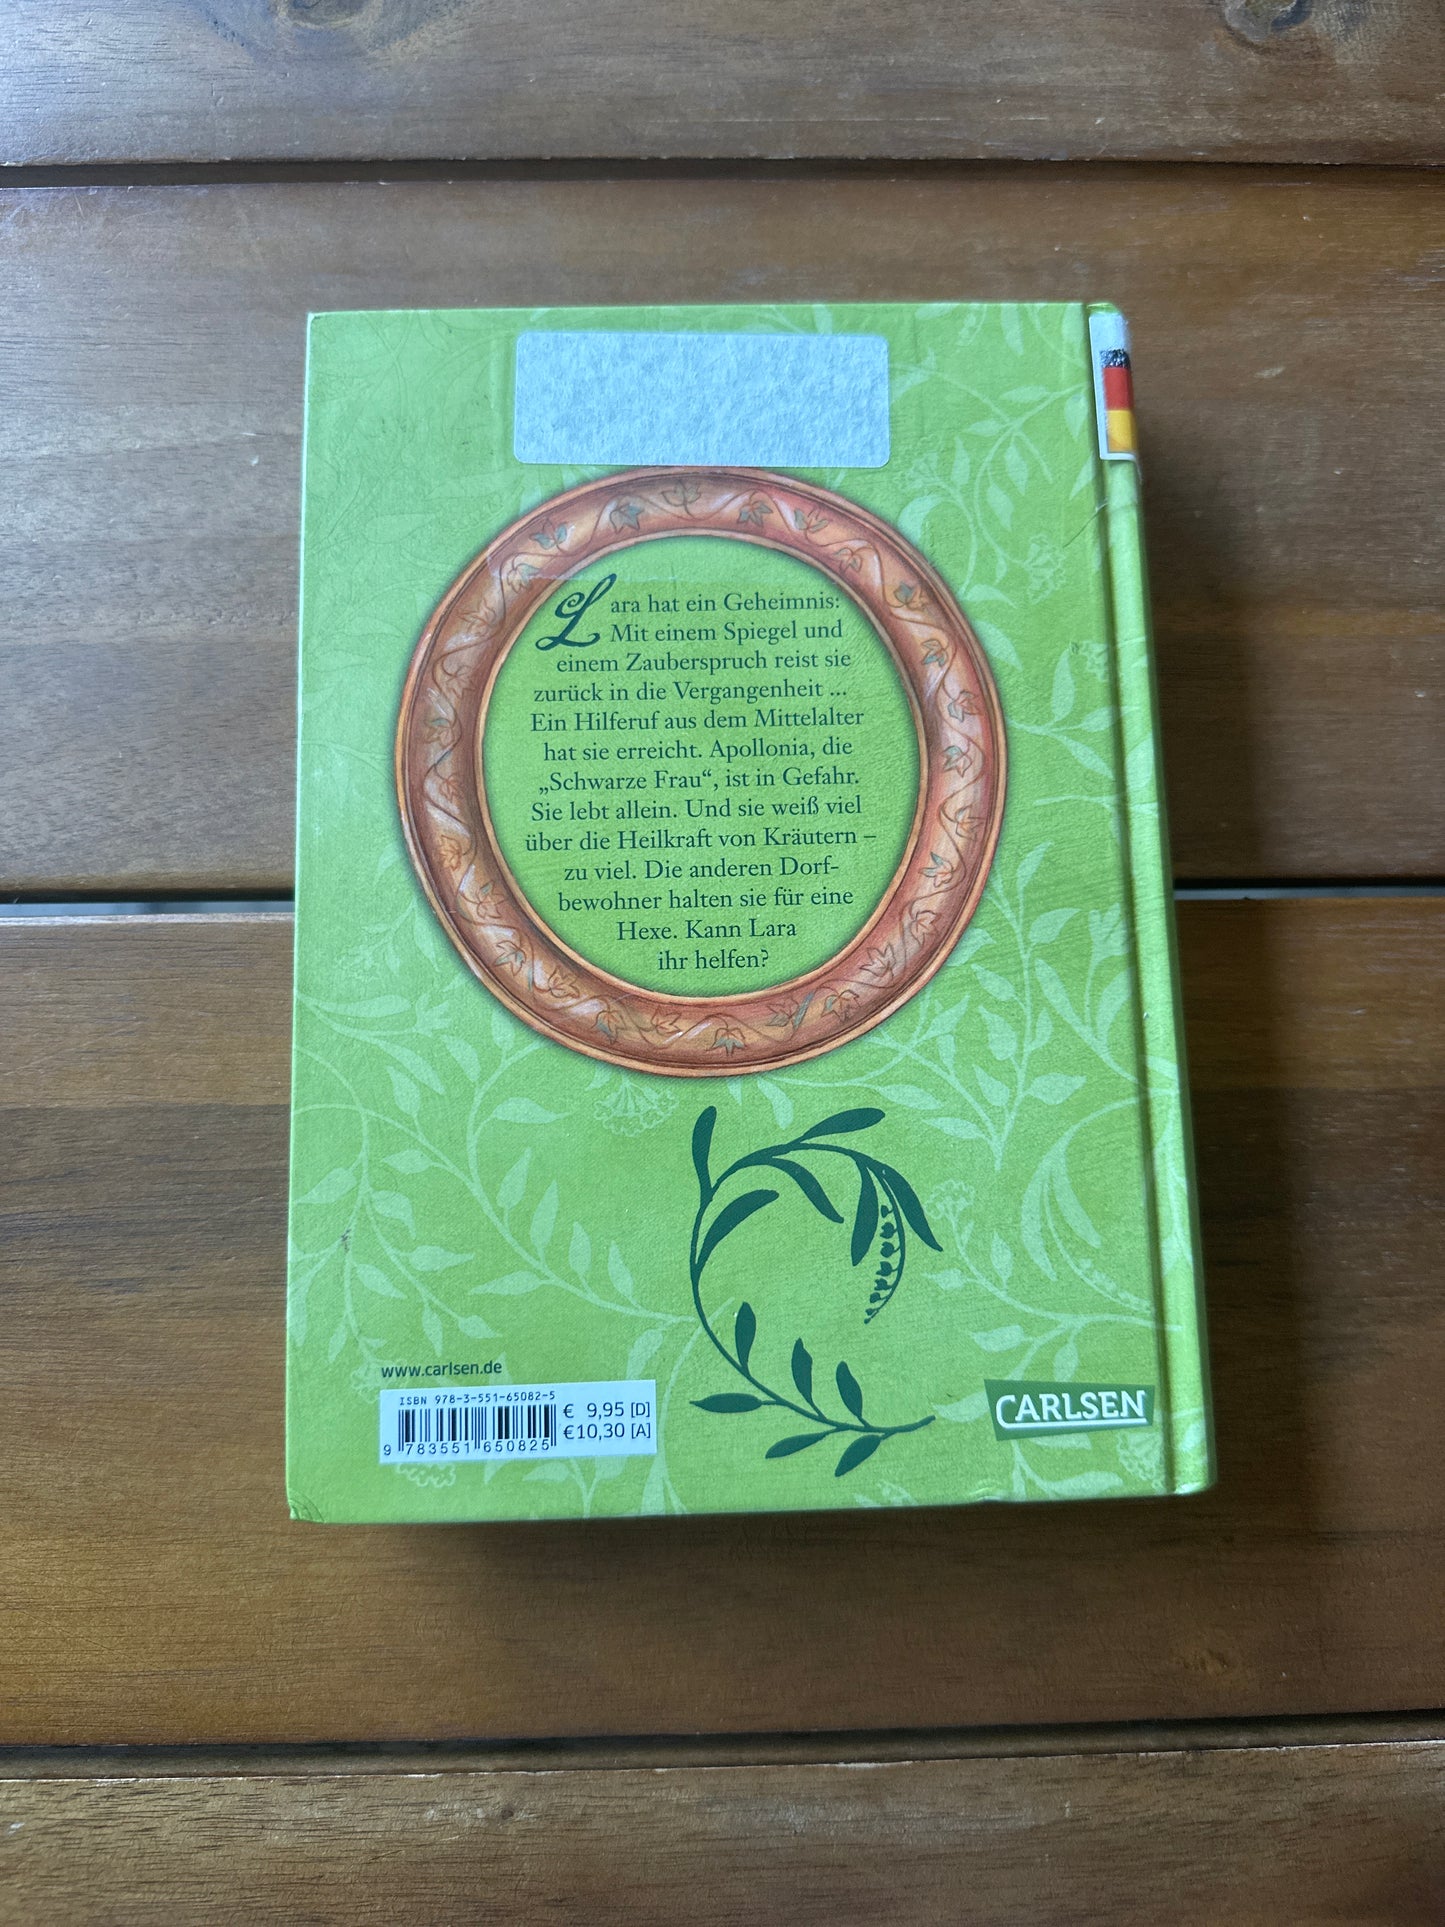 Lara hat ein Geheimnis:
Mit einem Spiegel und
einem Zauberspruch reist sie
zurück in die Vergangenheit ...
Ein Hilferuf aus dem Mittelalter
hat sie erreicht. Apollonia, die
„Schwarze Frau“, ist in Gefahr.
Sie lebt allein. Und sie weiß viel
über die Heilkraft von Kräutern –
zu viel. Die anderen Dorf-
bewohner halten sie für eine
Hexe. Kann Lara
ihr helfen?
www.carlsen.de
ISBN 978-3-551-65082-5
€ 9,95 [D]
€10,30 [A]
9 783551 650825
CARLSEN